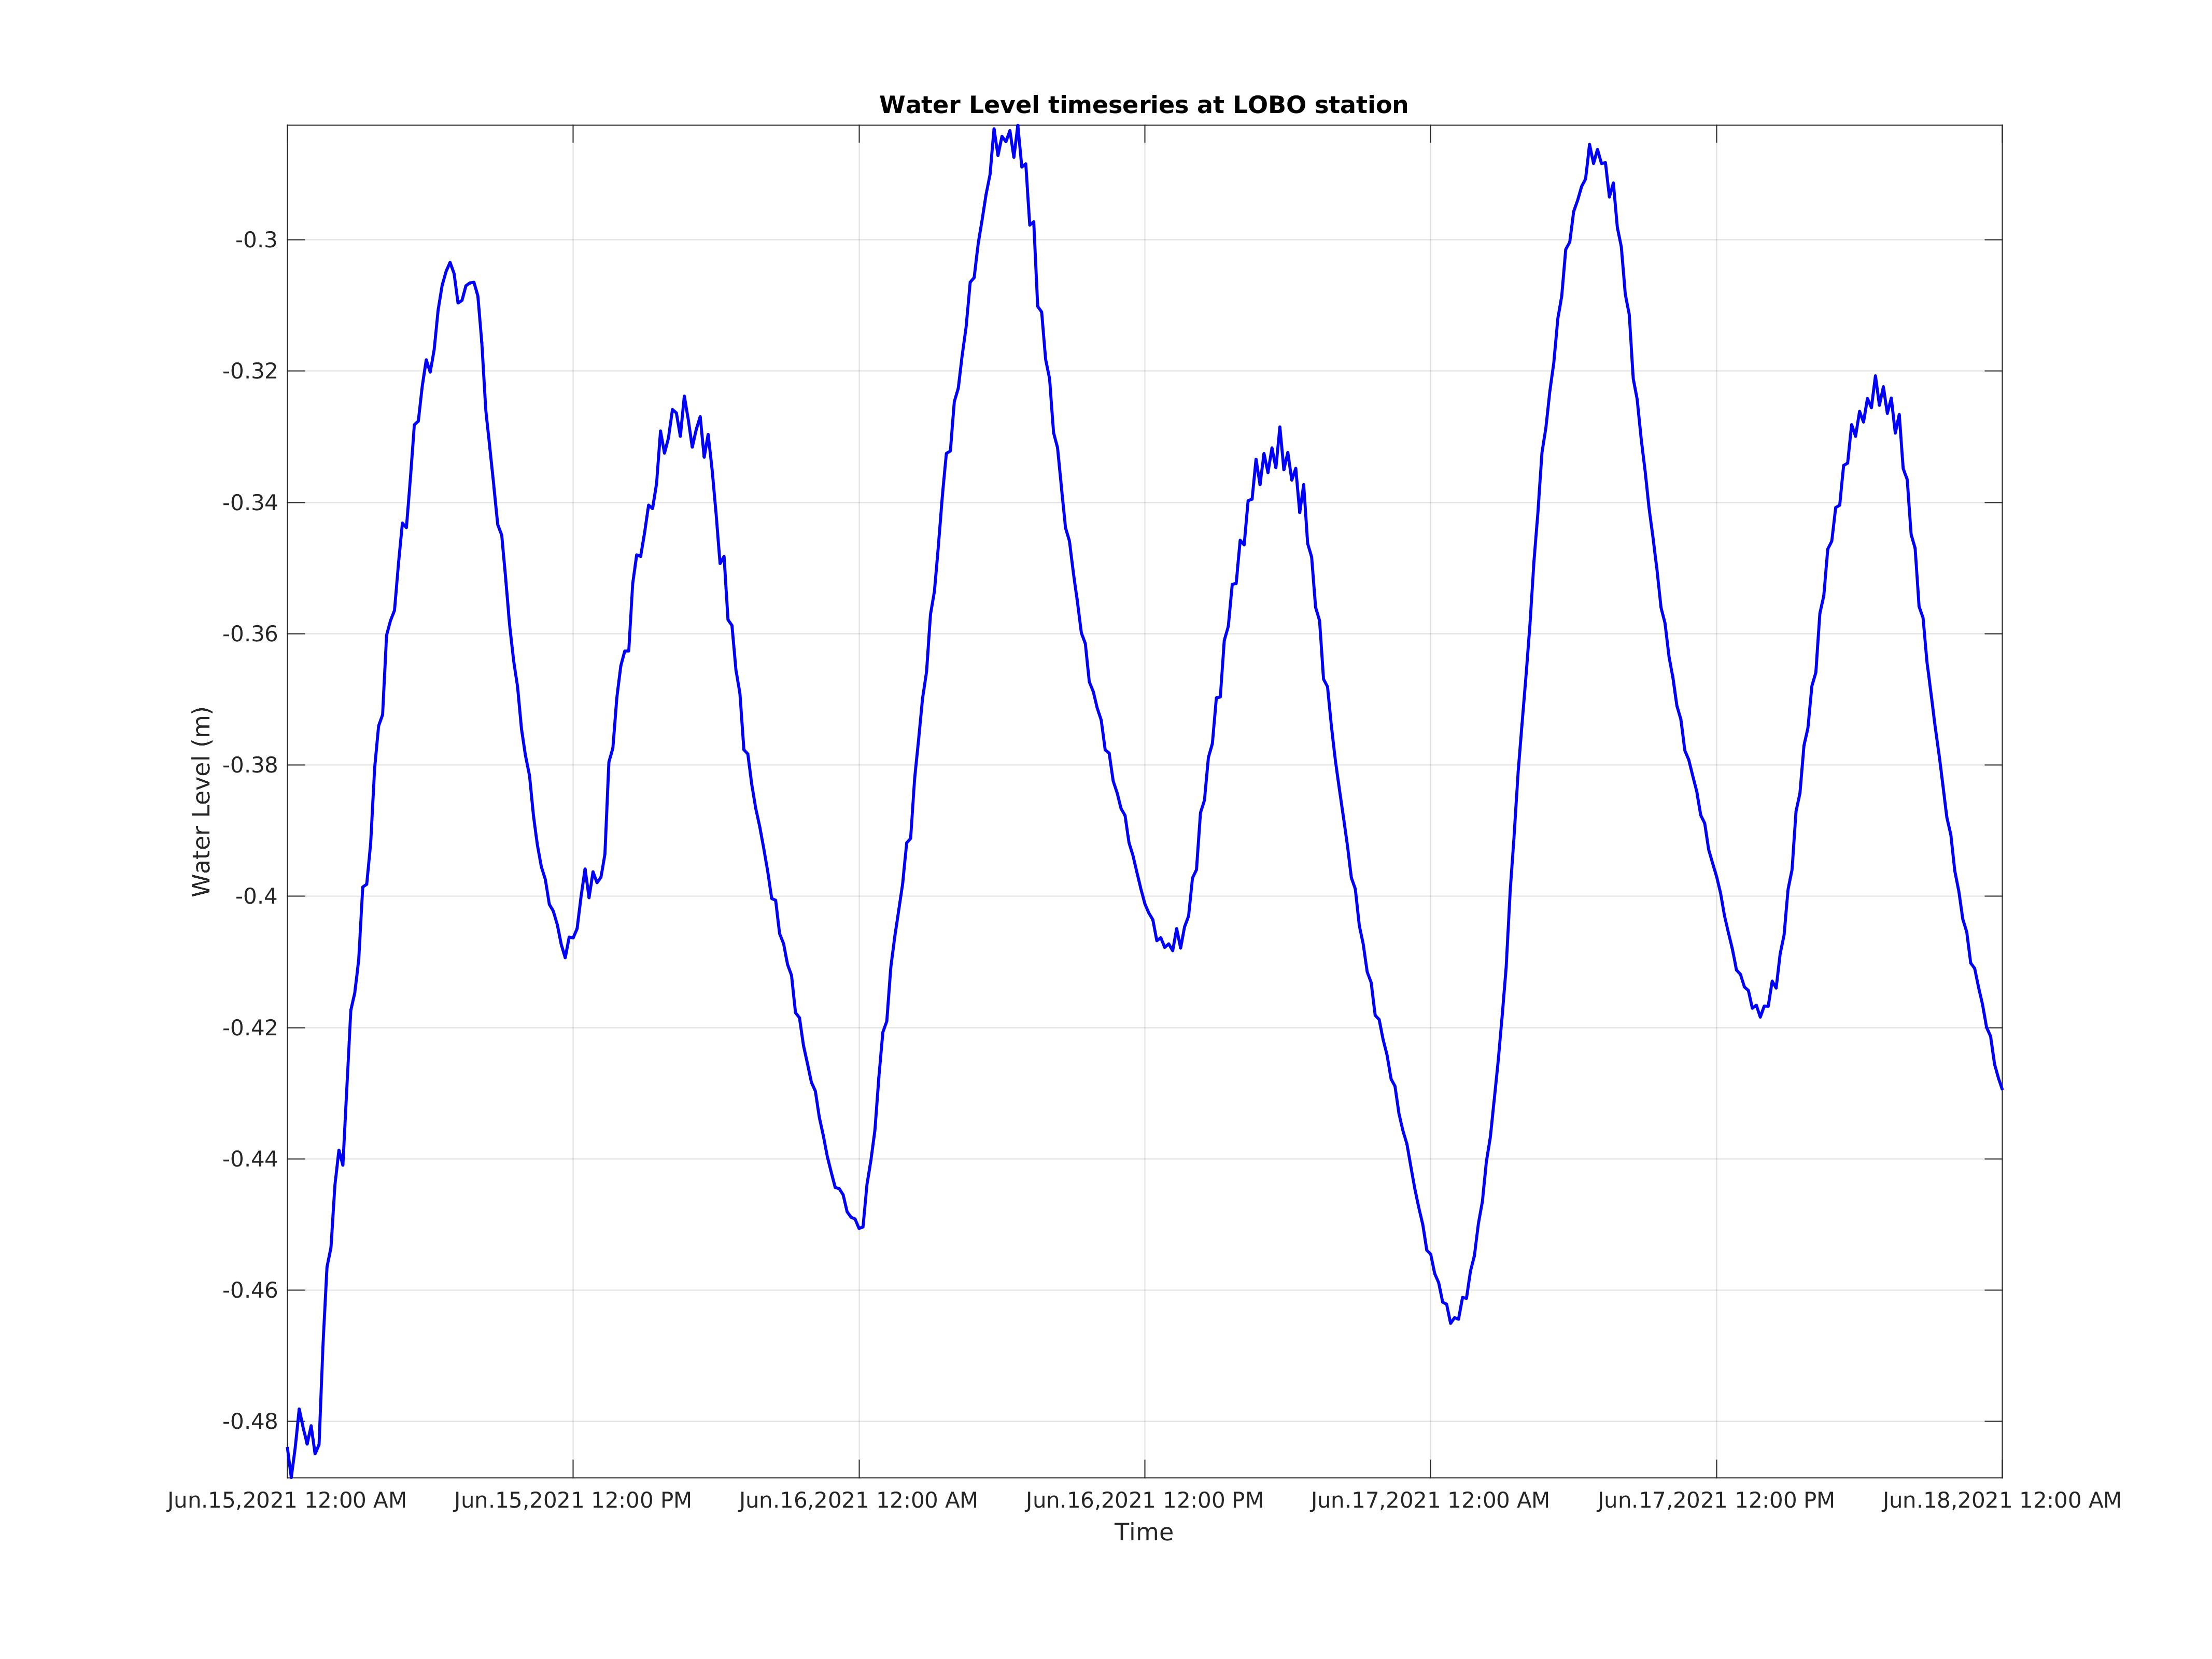 Water Level timeseries at LOBO station
-0.3
-0.32
-0.34
-0.36
-0.38
-0.4
-0.42
-0.44
-0.46
-0.48
Water Level (m)
Jun.15,2021 12:00 AM
Jun.15,2021 12:00 PM
Jun.16,2021 12:00 AM
Jun.16,2021 12:00 PM
Jun.17,2021 12:00 AM
Jun.17,2021 12:00 PM
Jun.18,2021 12:00 AM
Time